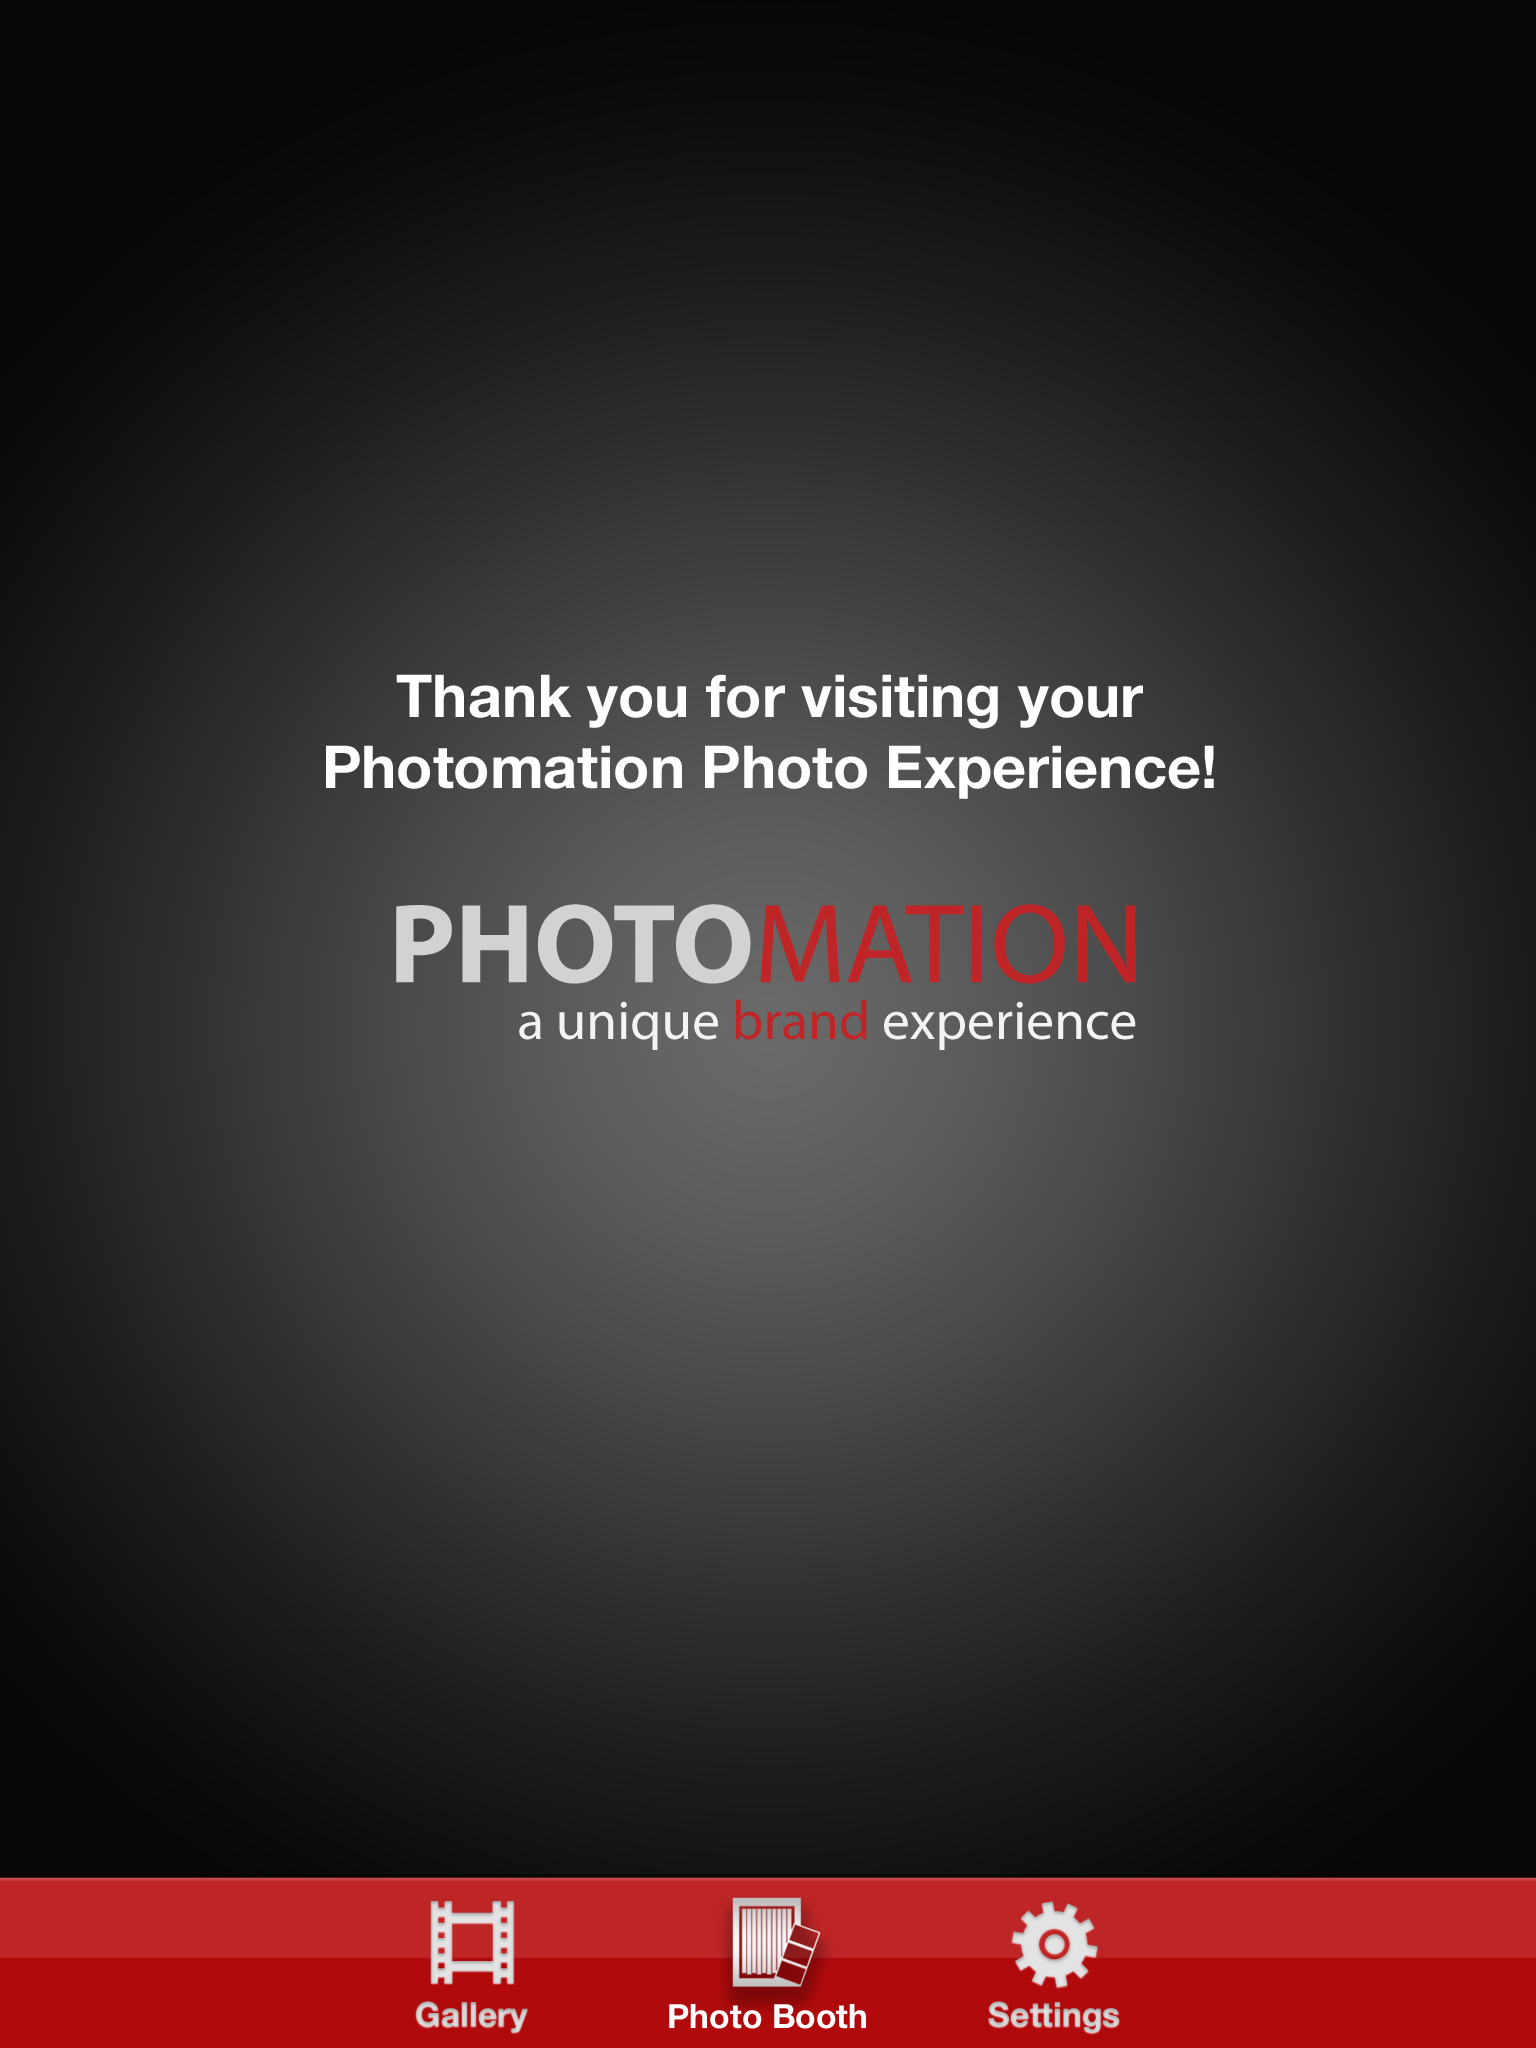 Thank you for visiting your
Photomation Photo Experience!
PHOTOMATION
a unique brand experience
Gallery
Photo Booth
Settings